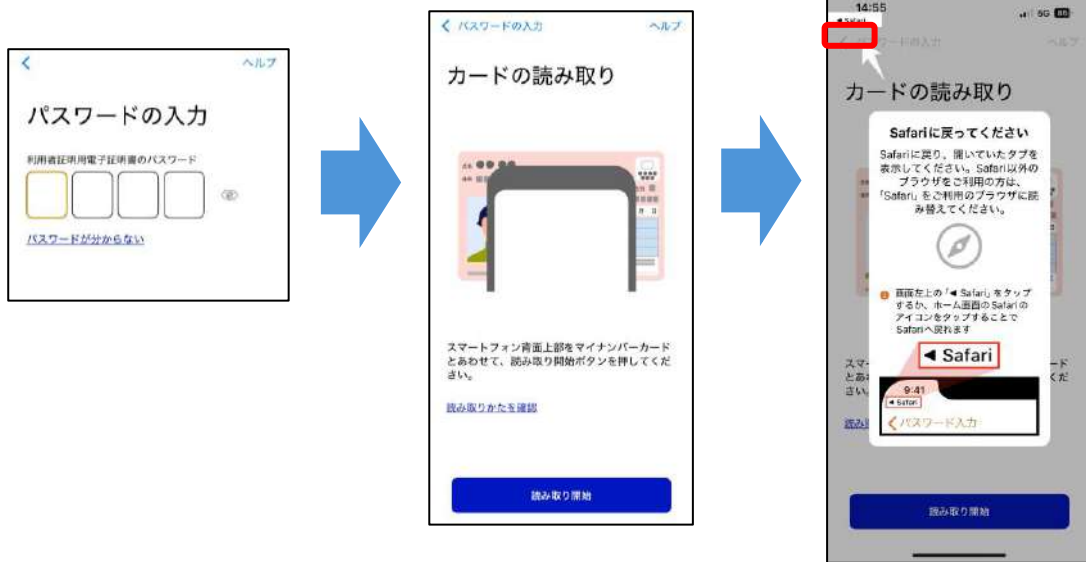 ヘルプ
パスワードの入力
利用者証明用電子証明書のパスワード
パスワードが分からない
パスワードの入力
ヘルプ
カードの読み取り
スマートフォン背面上部をマイナンバーカード
とあわせて、読み取り開始ボタンを押してくだ
さい。
読み取りかたを確認
読み取り開始
14:55
5G
◀ Safari
ヘルプ
カードの読み取り
Safariに戻ってください
Safariに戻り、開いていたタブを
表示してください。Safari以外の
ブラウザをご利用の方は、
「Safari」をご利用のブラウザに読
み替えてください。
画面左上の「◀ Safari」をタップ
するか、ホーム画面のSafariの
アイコンをタップすることで
Safariへ戻れます
◀ Safari
9:41
◀ Safari
パスワード入力
読み取り開始